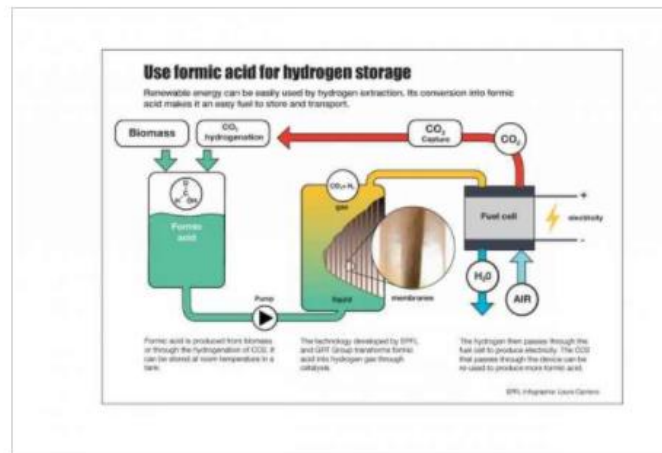 Use formic acid for hydrogen storage
Renewable energy can be easily used by hydrogen extraction. Its conversion into formic
acid makes it an easy fuel to store and transport.
Biomass
CO₂
hydrogenation
CO₂
Capture
CO₂
O
C
H
OH
Formic
acid
CO₂+ H₂
gas
liquid
membranes
Pump
Fuel cell
+
electricity
-
H₂0
AIR
Formic acid is produced from biomass
or through the hydrogenation of CO2. It
can be stored at room temperature in a
tank.
The technology developed by EPFL
and GRT Group transforms formic
acid into hydrogen gas through
catalysis.
The hydrogen then passes through the
fuel cell to produce electricity. The CO2
that passes through the device can be
re-used to produce more formic acid.
EPFL Infographie